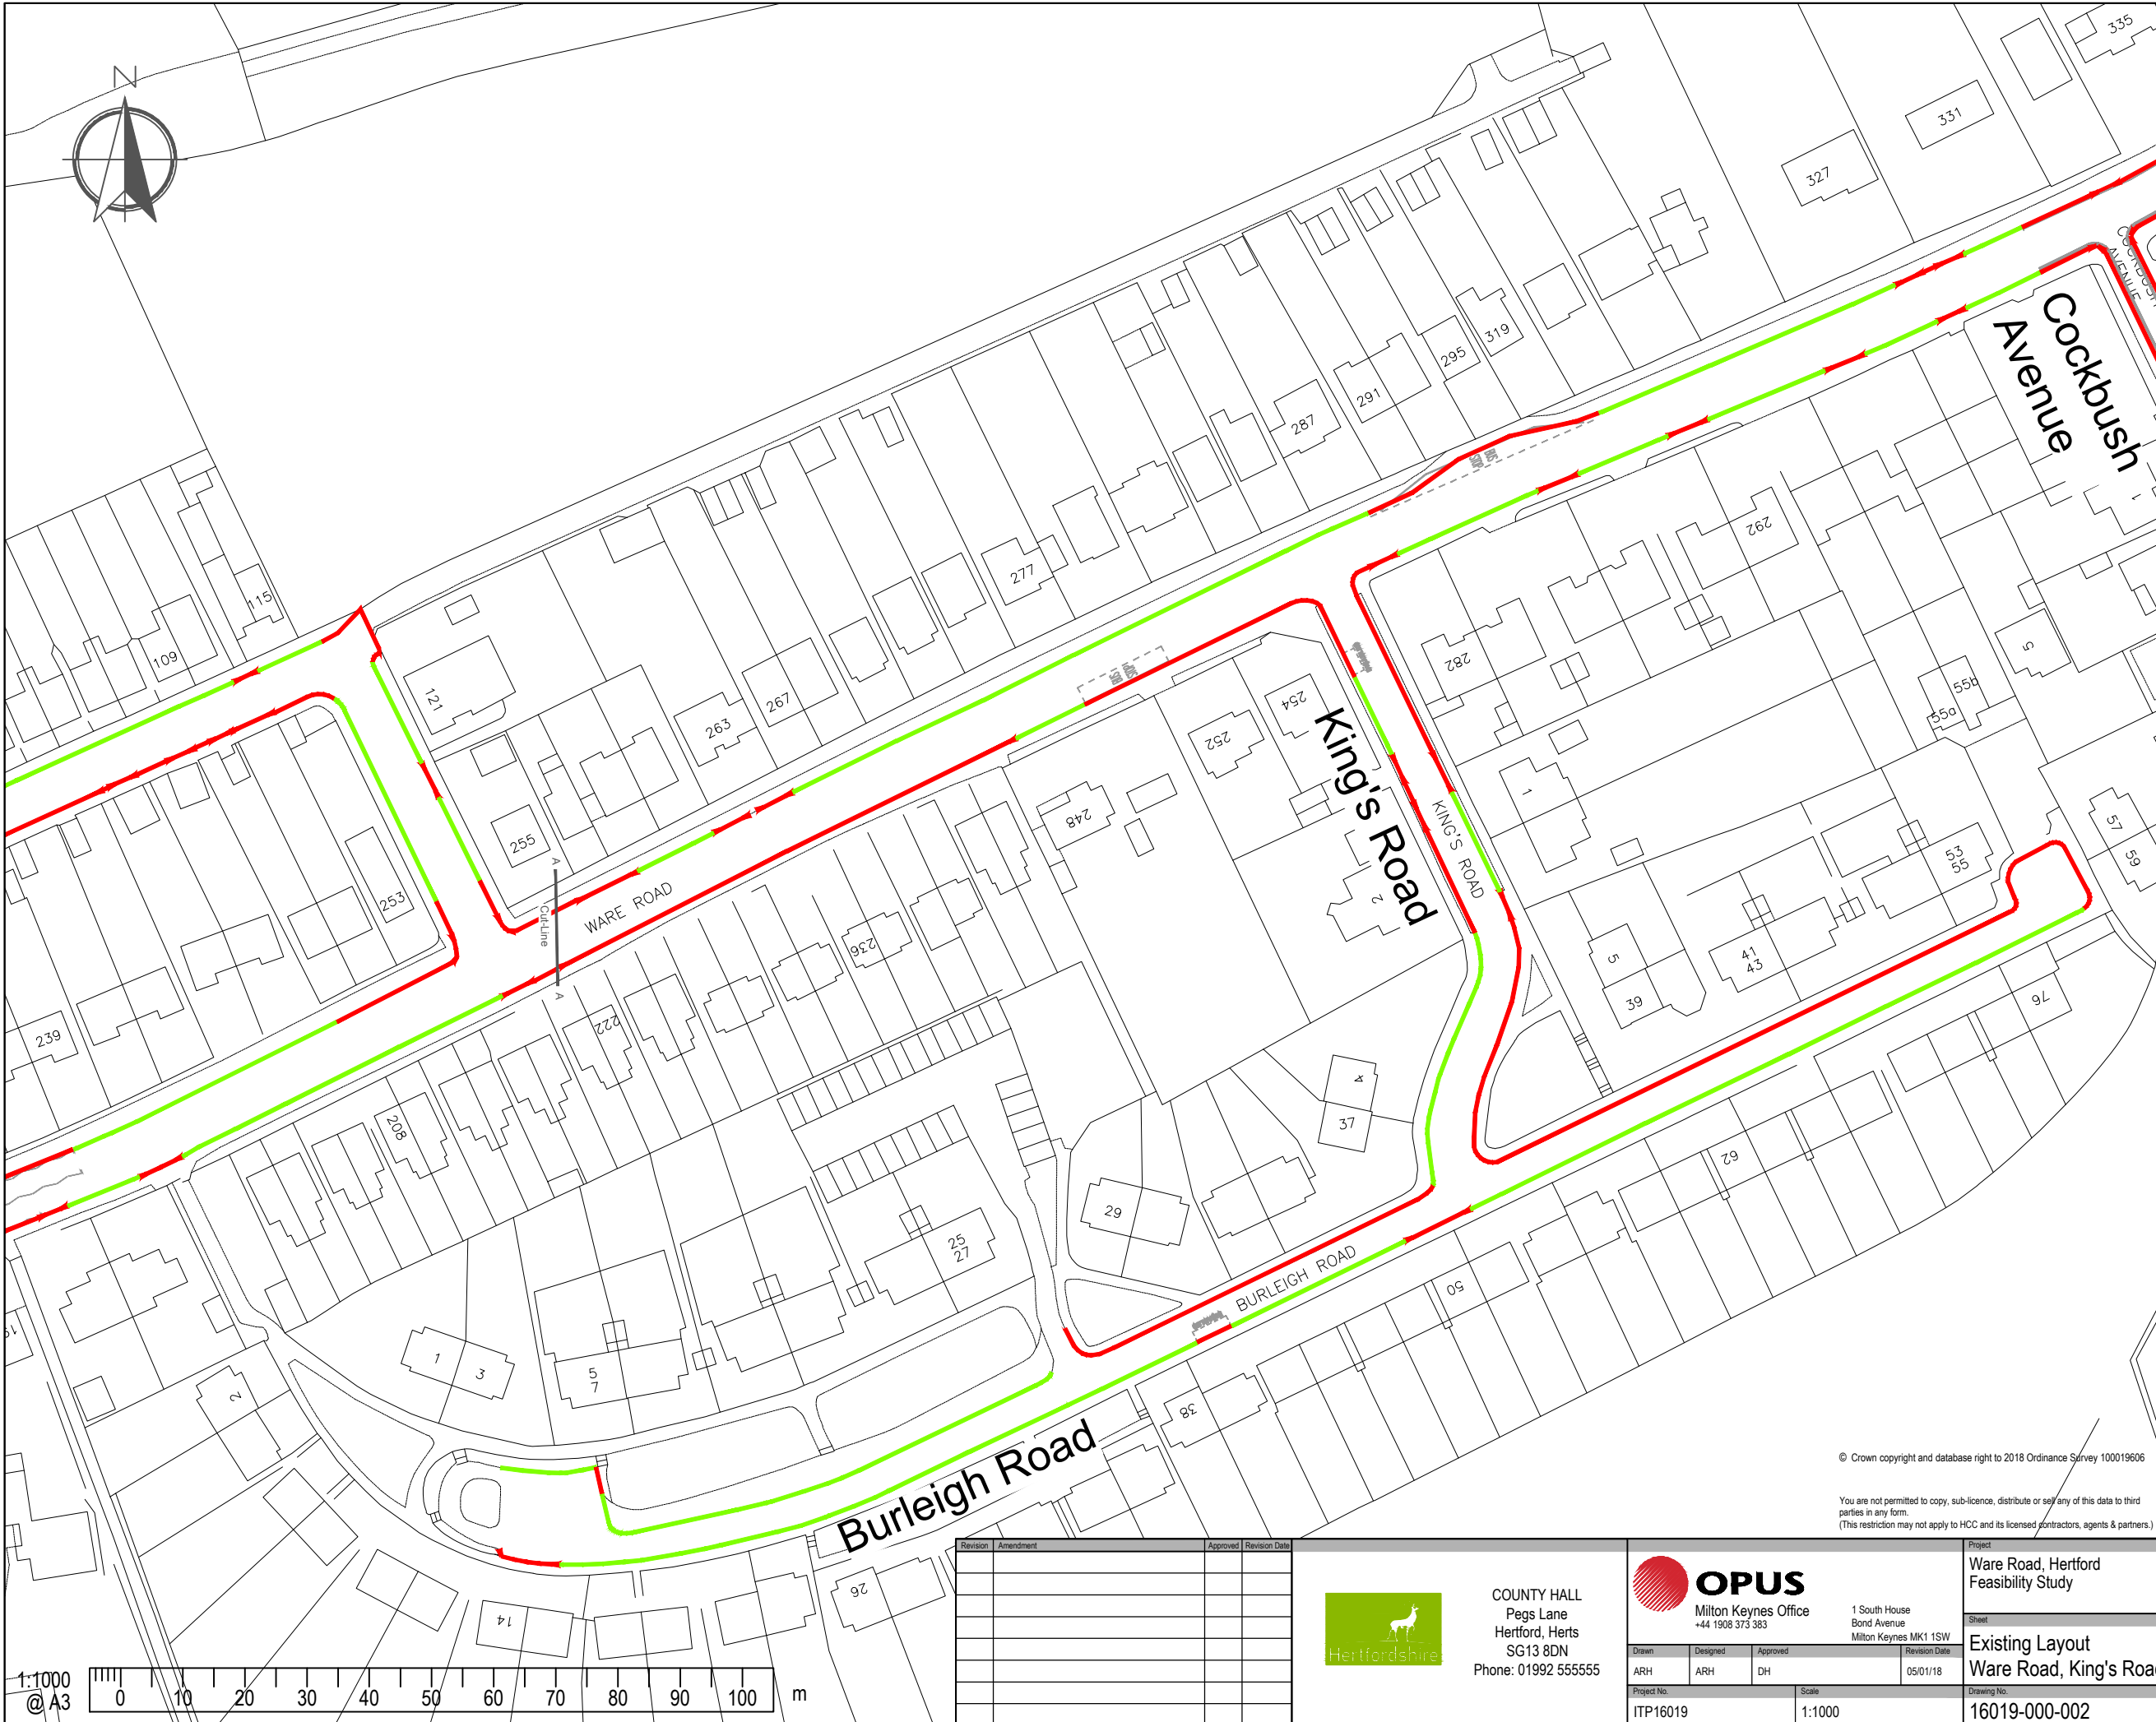 N
335
331
327
319
295
291
287
277
267
263
121
255
115
109
253
239
Cockbush
Avenue
BUS
STOP
292
282
254
252
248
236
222
208
King's Road
KING'S ROAD
WARE ROAD
A
Cut-Line
A
1
2
5
1
5
55b
55a
57
59
53
55
41
43
39
4
37
76
62
50
38
29
25
27
BURLEIGH ROAD
Burleigh Road
1
3
5
7
2
14
26
© Crown copyright and database right to 2018 Ordinance Survey 100019606
You are not permitted to copy, sub-licence, distribute or sell any of this data to third
parties in any form.
(This restriction may not apply to HCC and its licensed contractors, agents & partners.)
1:1000
@ A3
0 10 20 30 40 50 60 70 80 90 100 m
Revision Amendment Approved Revision Date
Hertfordshire
COUNTY HALL
Pegs Lane
Hertford, Herts
SG13 8DN
Phone: 01992 555555
OPUS
Milton Keynes Office
+44 1908 373 383
1 South House
Bond Avenue
Milton Keynes MK1 1SW
Drawn Designed Approved Revision Date
ARH ARH DH 05/01/18
Project No. Scale
ITP16019 1:1000
Project
Ware Road, Hertford
Feasibility Study
Sheet
Existing Layout
Ware Road, King's Roa
Drawing No.
16019-000-002